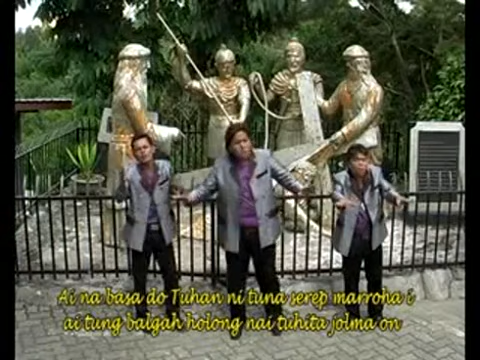 Ai na basa do Tuhan ni tuna serep marroha i
ai tung balgah holong nai tuhita jolma on